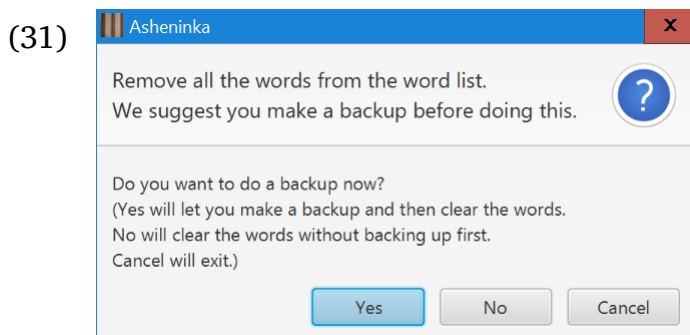 (31)
Asheninka
x
Remove all the words from the word list.
We suggest you make a backup before doing this.
?
Do you want to do a backup now?
(Yes will let you make a backup and then clear the words.
No will clear the words without backing up first.
Cancel will exit.)
Yes No Cancel